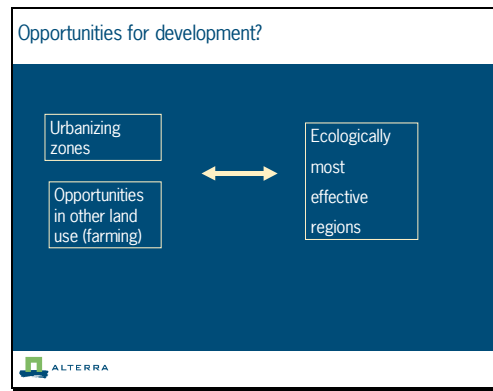 Opportunities for development?
Urbanizing
zones
Opportunities
in other land
use (farming)
Ecologically
most
effective
regions
ALTERRA